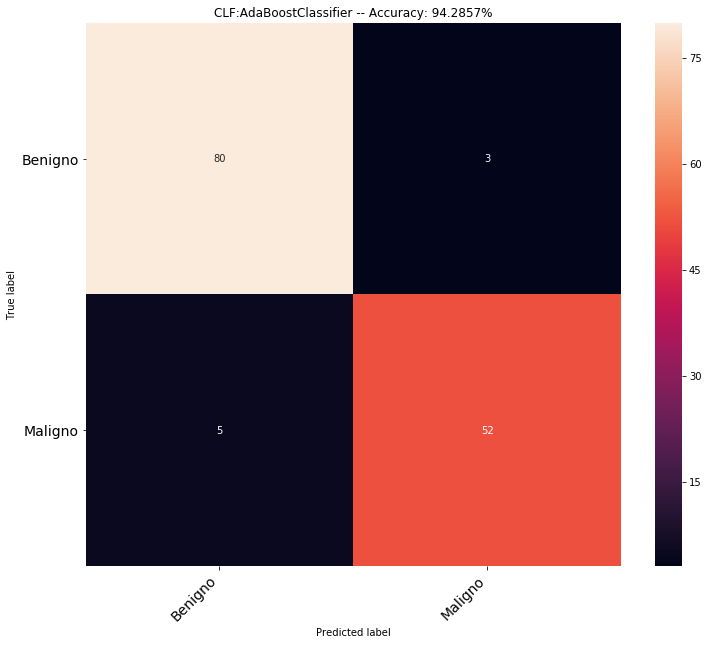 CLF:AdaBoostClassifier -- Accuracy: 94.2857%
75
Benigno
80
3
60
True label
45
30
Maligno
5
52
15
Benigno
Maligno
Predicted label